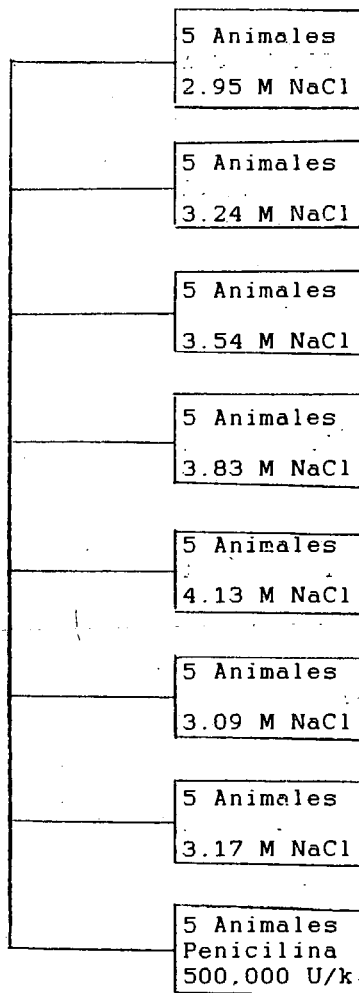 5 Animales
2.95 M NaCl
5 Animales
3.24 M NaCl
5 Animales
3.54 M NaCl
5 Animales
3.83 M NaCl
5 Animales
4.13 M NaCl
5 Animales
3.09 M NaCl
5 Animales
3.17 M NaCl
5 Animales
Penicilina
500,000 U/k